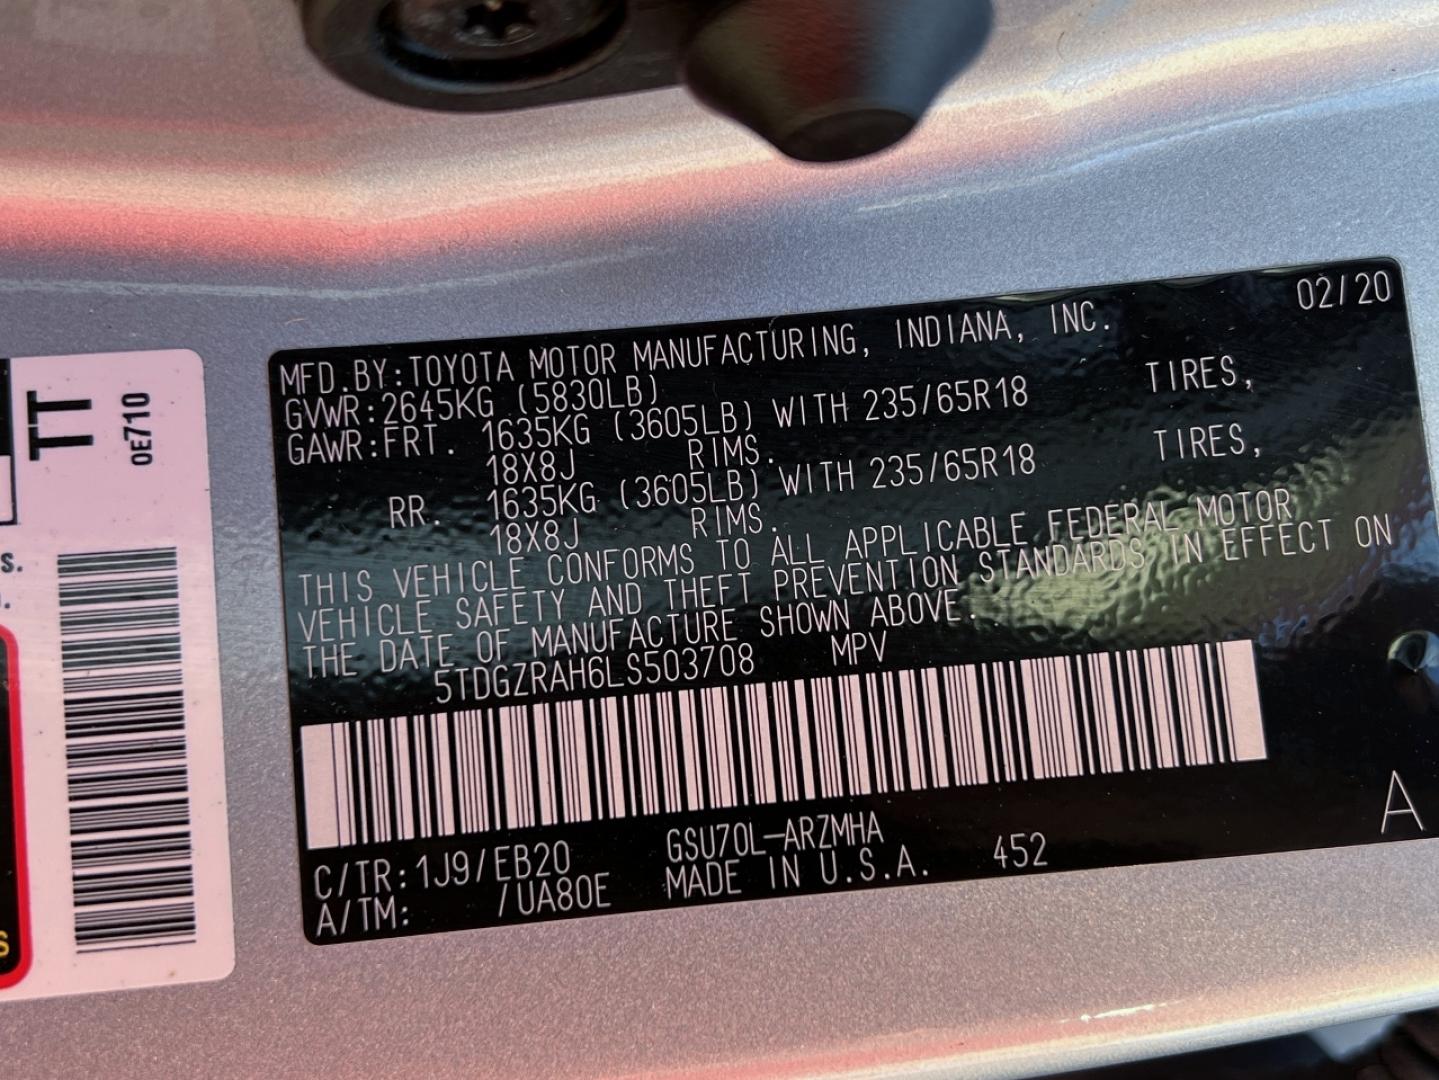 TT
0E710
s.
S
02/20
MFD.BY:TOYOTA MOTOR MANUFACTURING, INDIANA, INC.
GVWR:2645KG (5830LB)
GAWR:FRT. 1635KG (3605LB) WITH 235/65R18 TIRES,
18X8J RIMS.
RR. 1635KG (3605LB) WITH 235/65R18 TIRES,
18X8J RIMS.
THIS VEHICLE CONFORMS TO ALL APPLICABLE FEDERAL MOTOR
VEHICLE SAFETY AND THEFT PREVENTION STANDARDS IN EFFECT ON
THE DATE OF MANUFACTURE SHOWN ABOVE.
5TDGZRAH6LS503708 MPV
A
C/TR:1J9/EB20 GSU70L-ARZMHA
A/TM: /UA80E MADE IN U.S.A. 452